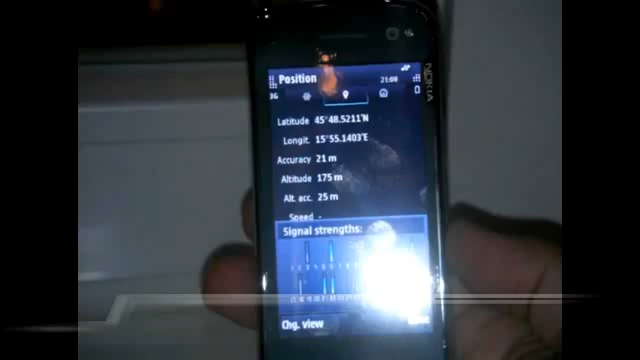 NOKIA
Position
21:08
3G
Latitude 45°48.5211'N
Longit. 15°55.1403'E
Accuracy 21 m
Altitude 175 m
Alt. acc. 25 m
Speed -
Signal strengths:
Chg. view